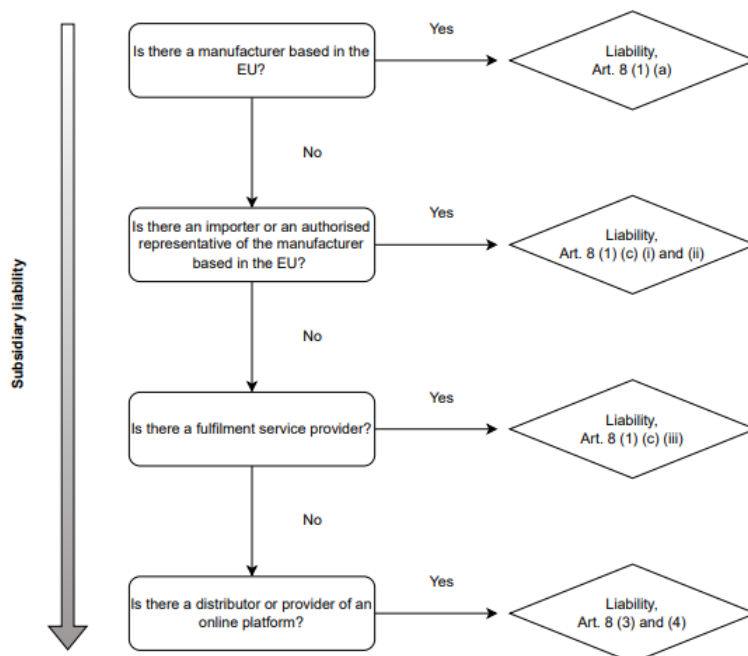 Subsidiary liability
Is there a manufacturer based in the
EU?
Yes
Liability,
Art. 8 (1) (a)
No
Is there an importer or an authorised
representative of the manufacturer
based in the EU?
Yes
Liability,
Art. 8 (1) (c) (i) and (ii)
No
Is there a fulfilment service provider?
Yes
Liability,
Art. 8 (1) (c) (iii)
No
Is there a distributor or provider of an
online platform?
Yes
Liability,
Art. 8 (3) and (4)